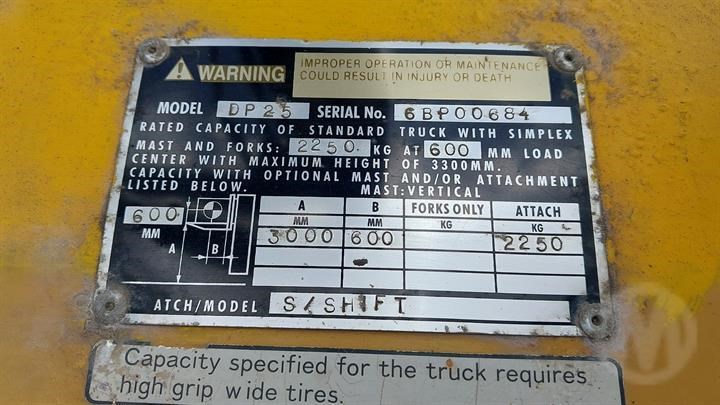 WARNING
IMPROPER OPERATION OR MAINTENANCE
COULD RESULT IN INJURY OR DEATH
MODEL DP25 SERIAL No. 6BP00684
RATED CAPACITY OF STANDARD TRUCK WITH SIMPLEX
MAST AND FORKS: 2250. KG AT 600 MM LOAD
CENTER WITH MAXIMUM HEIGHT OF 3300MM.
CAPACITY WITH OPTIONAL MAST AND/OR ATTACHMENT
LISTED BELOW. MAST:VERTICAL
600 A B FORKS ONLY ATTACH
MM MM MM KG KG
A B 3000 600 2250
ATCH/MODEL S/SHIFT
Capacity specified for the truck requires
high grip wide tires.